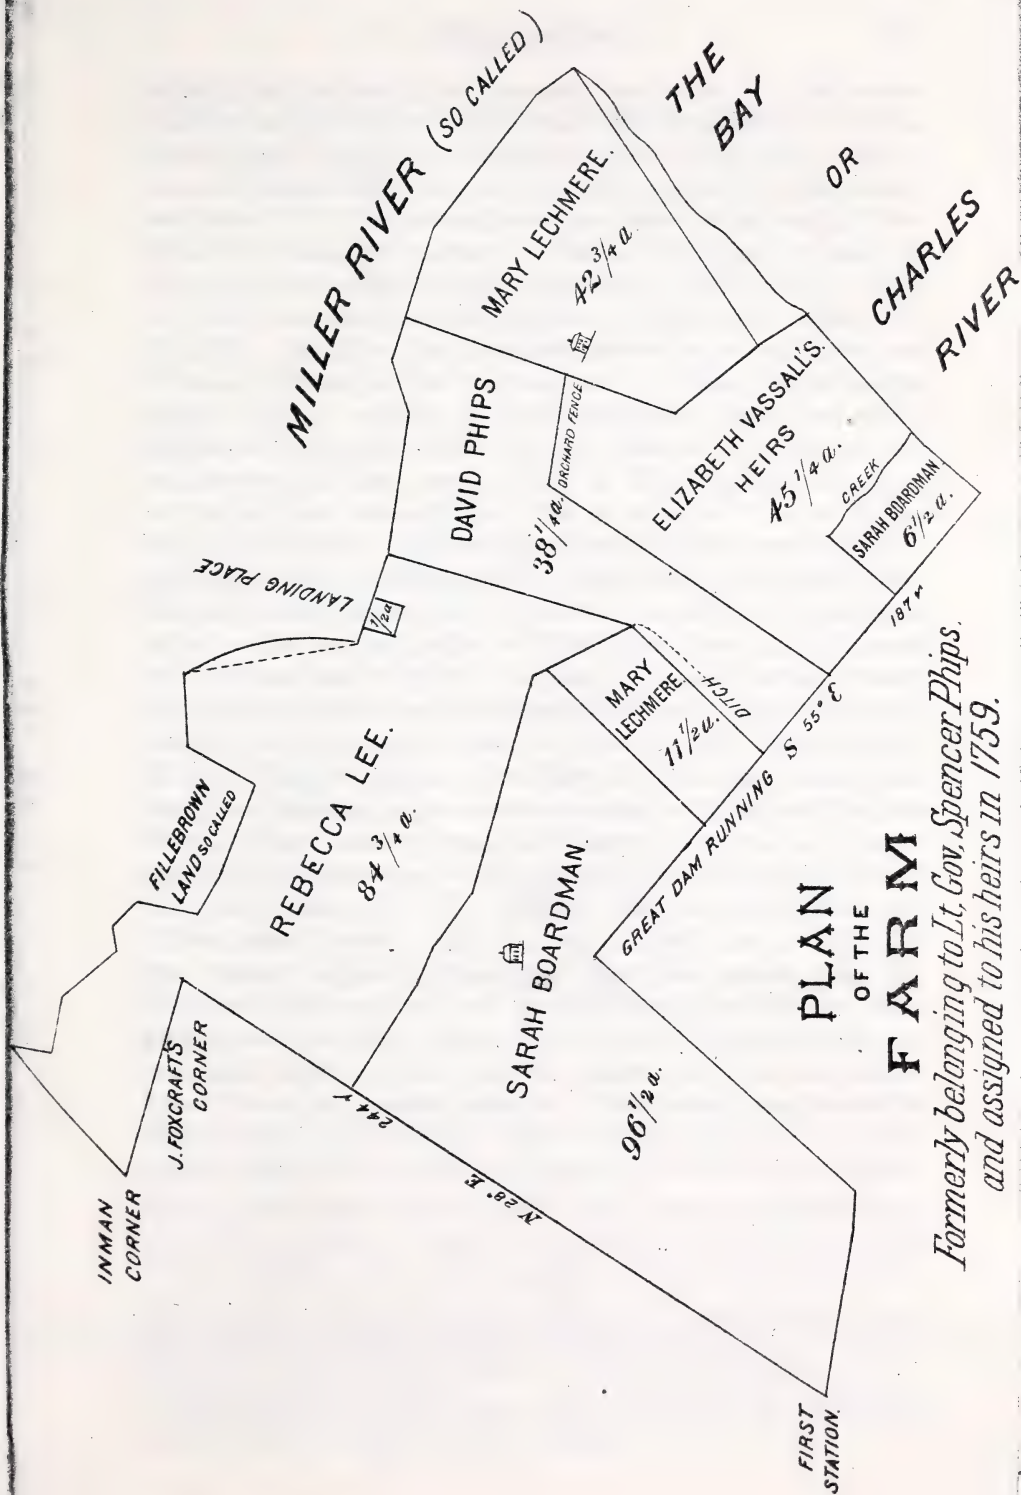 MILLER RIVER (SO CALLED)
THE
BAY
OR
CHARLES
RIVER
MARY LECHMERE.
42 3/4 a
DAVID PHIPS
38 1/4 a.
ORCHARD FENCE
ELIZABETH VASSALL'S.
HEIRS
45 1/4 a.
CREEK
SARAH BOARDMAN
6 1/2 a.
187 r
LANDING PLACE
1/2 a
MARY
LECHMERE
11 1/2 a.
DITCH
GREAT DAM RUNNING S 55° E
FILLEBROWN
LAND SO CALLED
REBECCA LEE.
84 3/4 a.
SARAH BOARDMAN.
96 1/2 a.
J. FOXCRAFT'S
CORNER
INMAN
CORNER
N 28° E
244
FIRST
STATION.
PLAN
OF THE
FARM
Formerly belanging to Lt. Gov. Spencer Phips.
and assigned to his heirs in 1759.